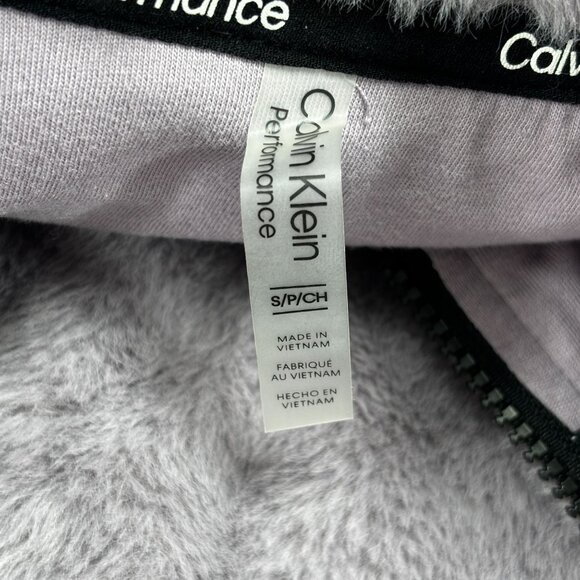 rformance
Calv
Calvin Klein
Performance
S/P/CH
MADE IN
VIETNAM
FABRIQUÉ
AU VIETNAM
HECHO EN
VIETNAM